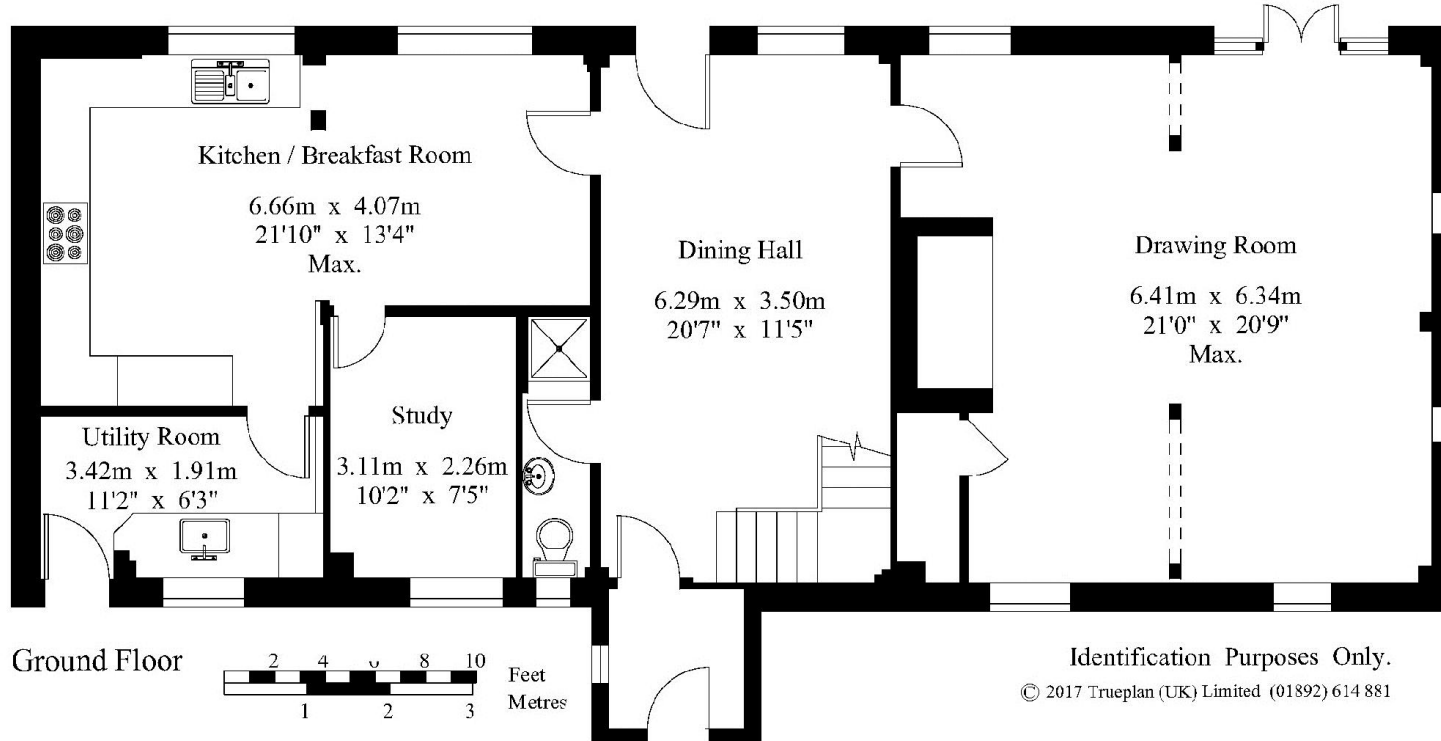 Kitchen / Breakfast Room
6.66m x 4.07m
21'10" x 13'4"
Max.
Dining Hall
6.29m x 3.50m
20'7" x 11'5"
Drawing Room
6.41m x 6.34m
21'0" x 20'9"
Max.
Utility Room
3.42m x 1.91m
11'2" x 6'3"
Study
3.11m x 2.26m
10'2" x 7'5"
Ground Floor
2 4 8 10 Feet
1 2 3 Metres
Identification Purposes Only.
© 2017 Trueplan (UK) Limited (01892) 614 881